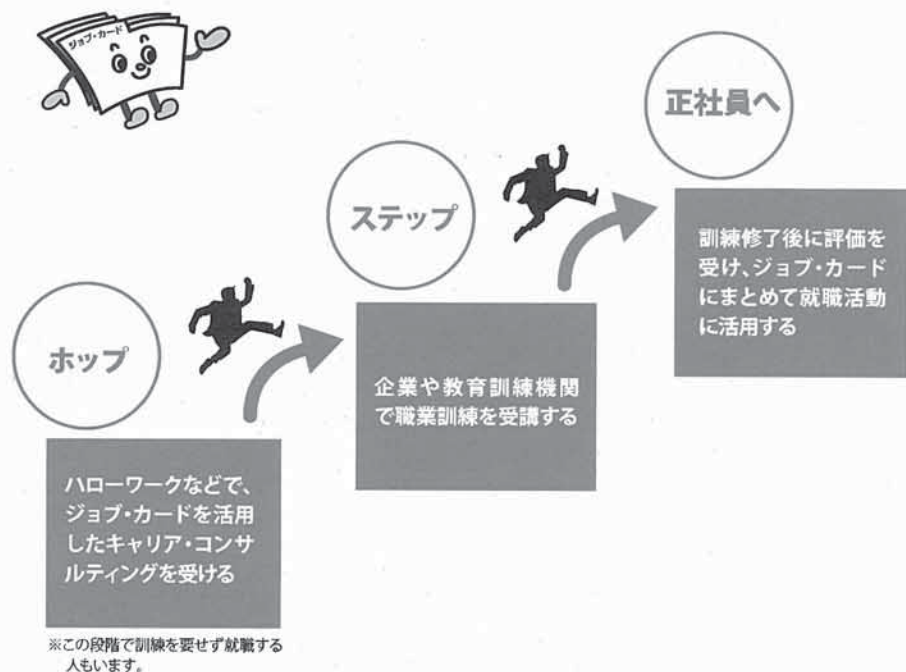 ジョブ・カード
ホップ
ハローワークなどで、
ジョブ・カードを活用
したキャリア・コンサ
ルティングを受ける
※この段階で訓練を要せず就職する
人もいます。
ステップ
企業や教育訓練機関
で職業訓練を受講する
正社員へ
訓練修了後に評価を
受け、ジョブ・カード
にまとめて就職活動
に活用する